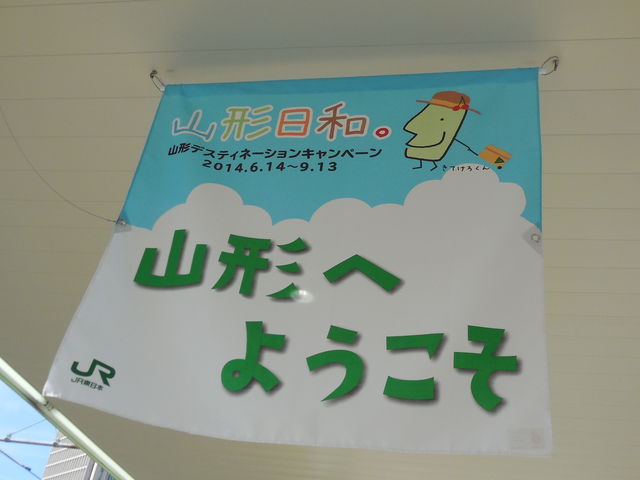 山形日和。
山形デスティネーションキャンペーン
2014.6.14～9.13
きてけろくん
山形へ
ようこそ
JR
JR東日本